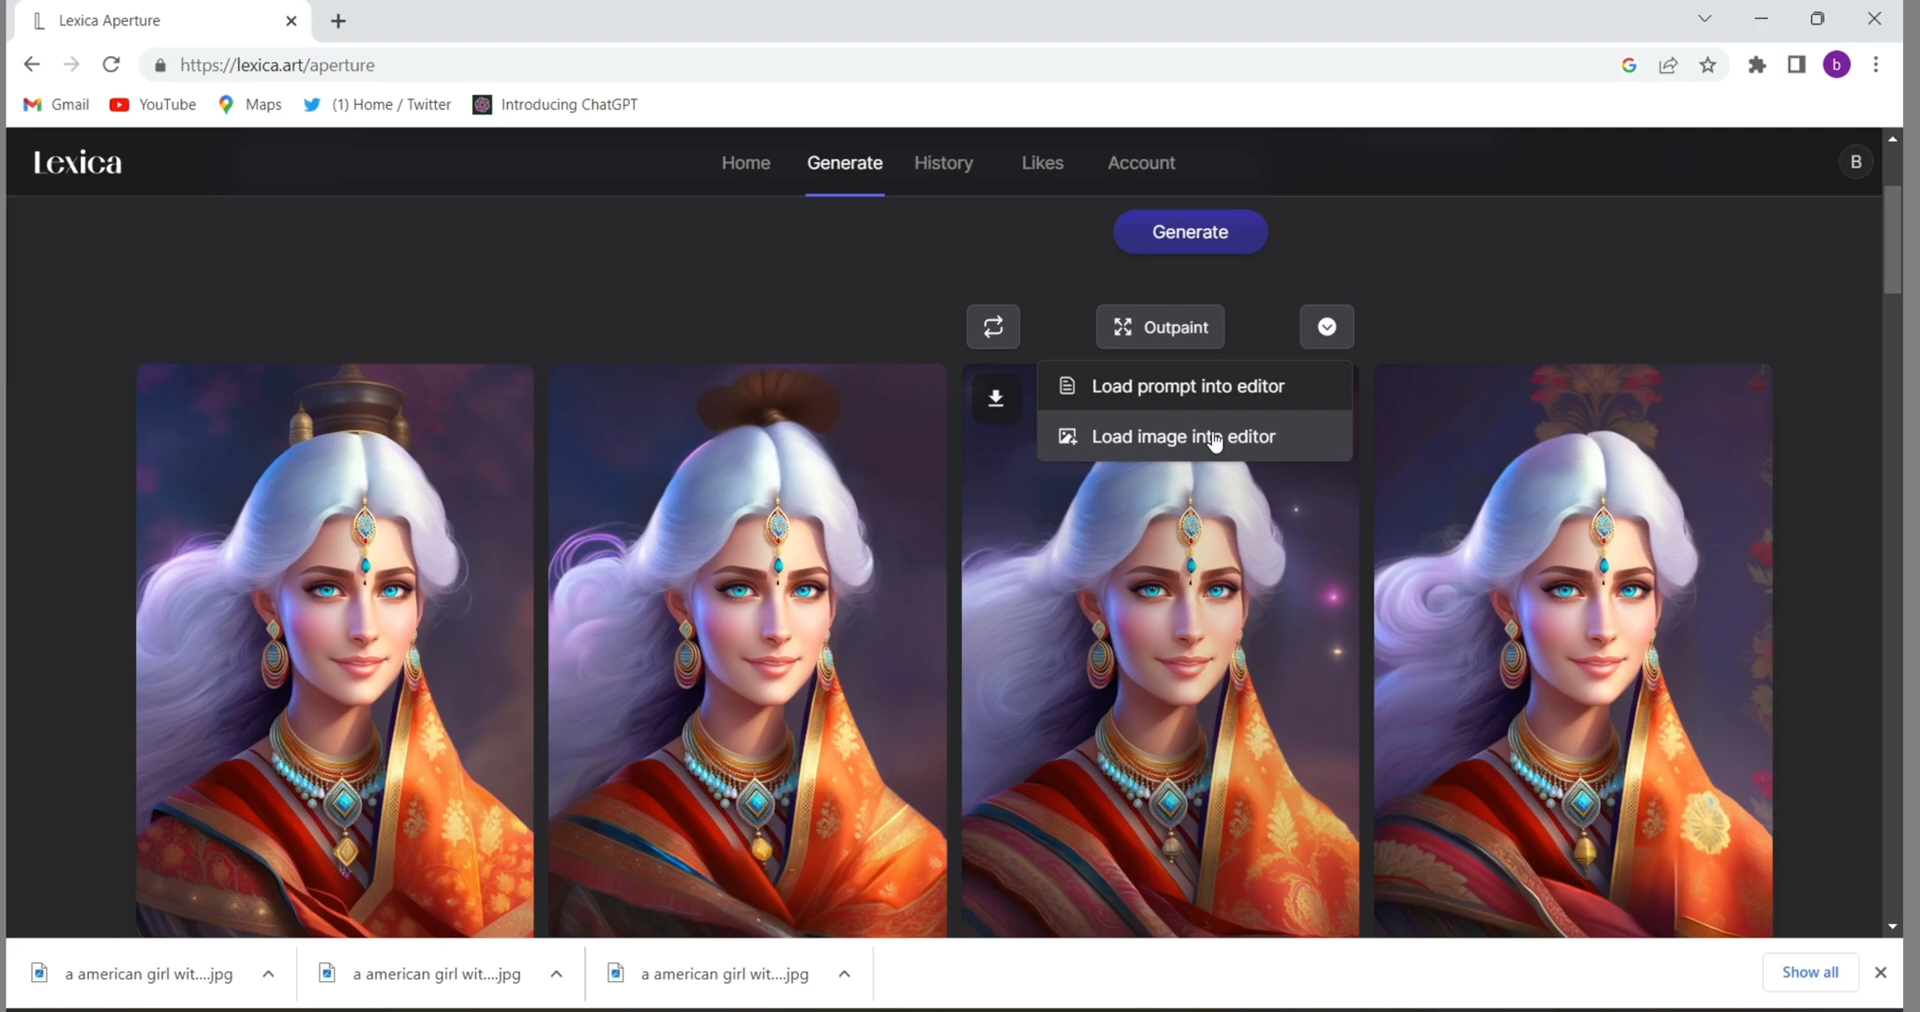 Lexica Aperture
https://lexica.art/aperture
b
Gmail YouTube Maps (1) Home / Twitter Introducing ChatGPT
Lexica Home Generate History Likes Account B
Generate
Outpaint
Load prompt into editor
Load image into editor
a american girl wit....jpg a american girl wit....jpg a american girl wit....jpg Show all